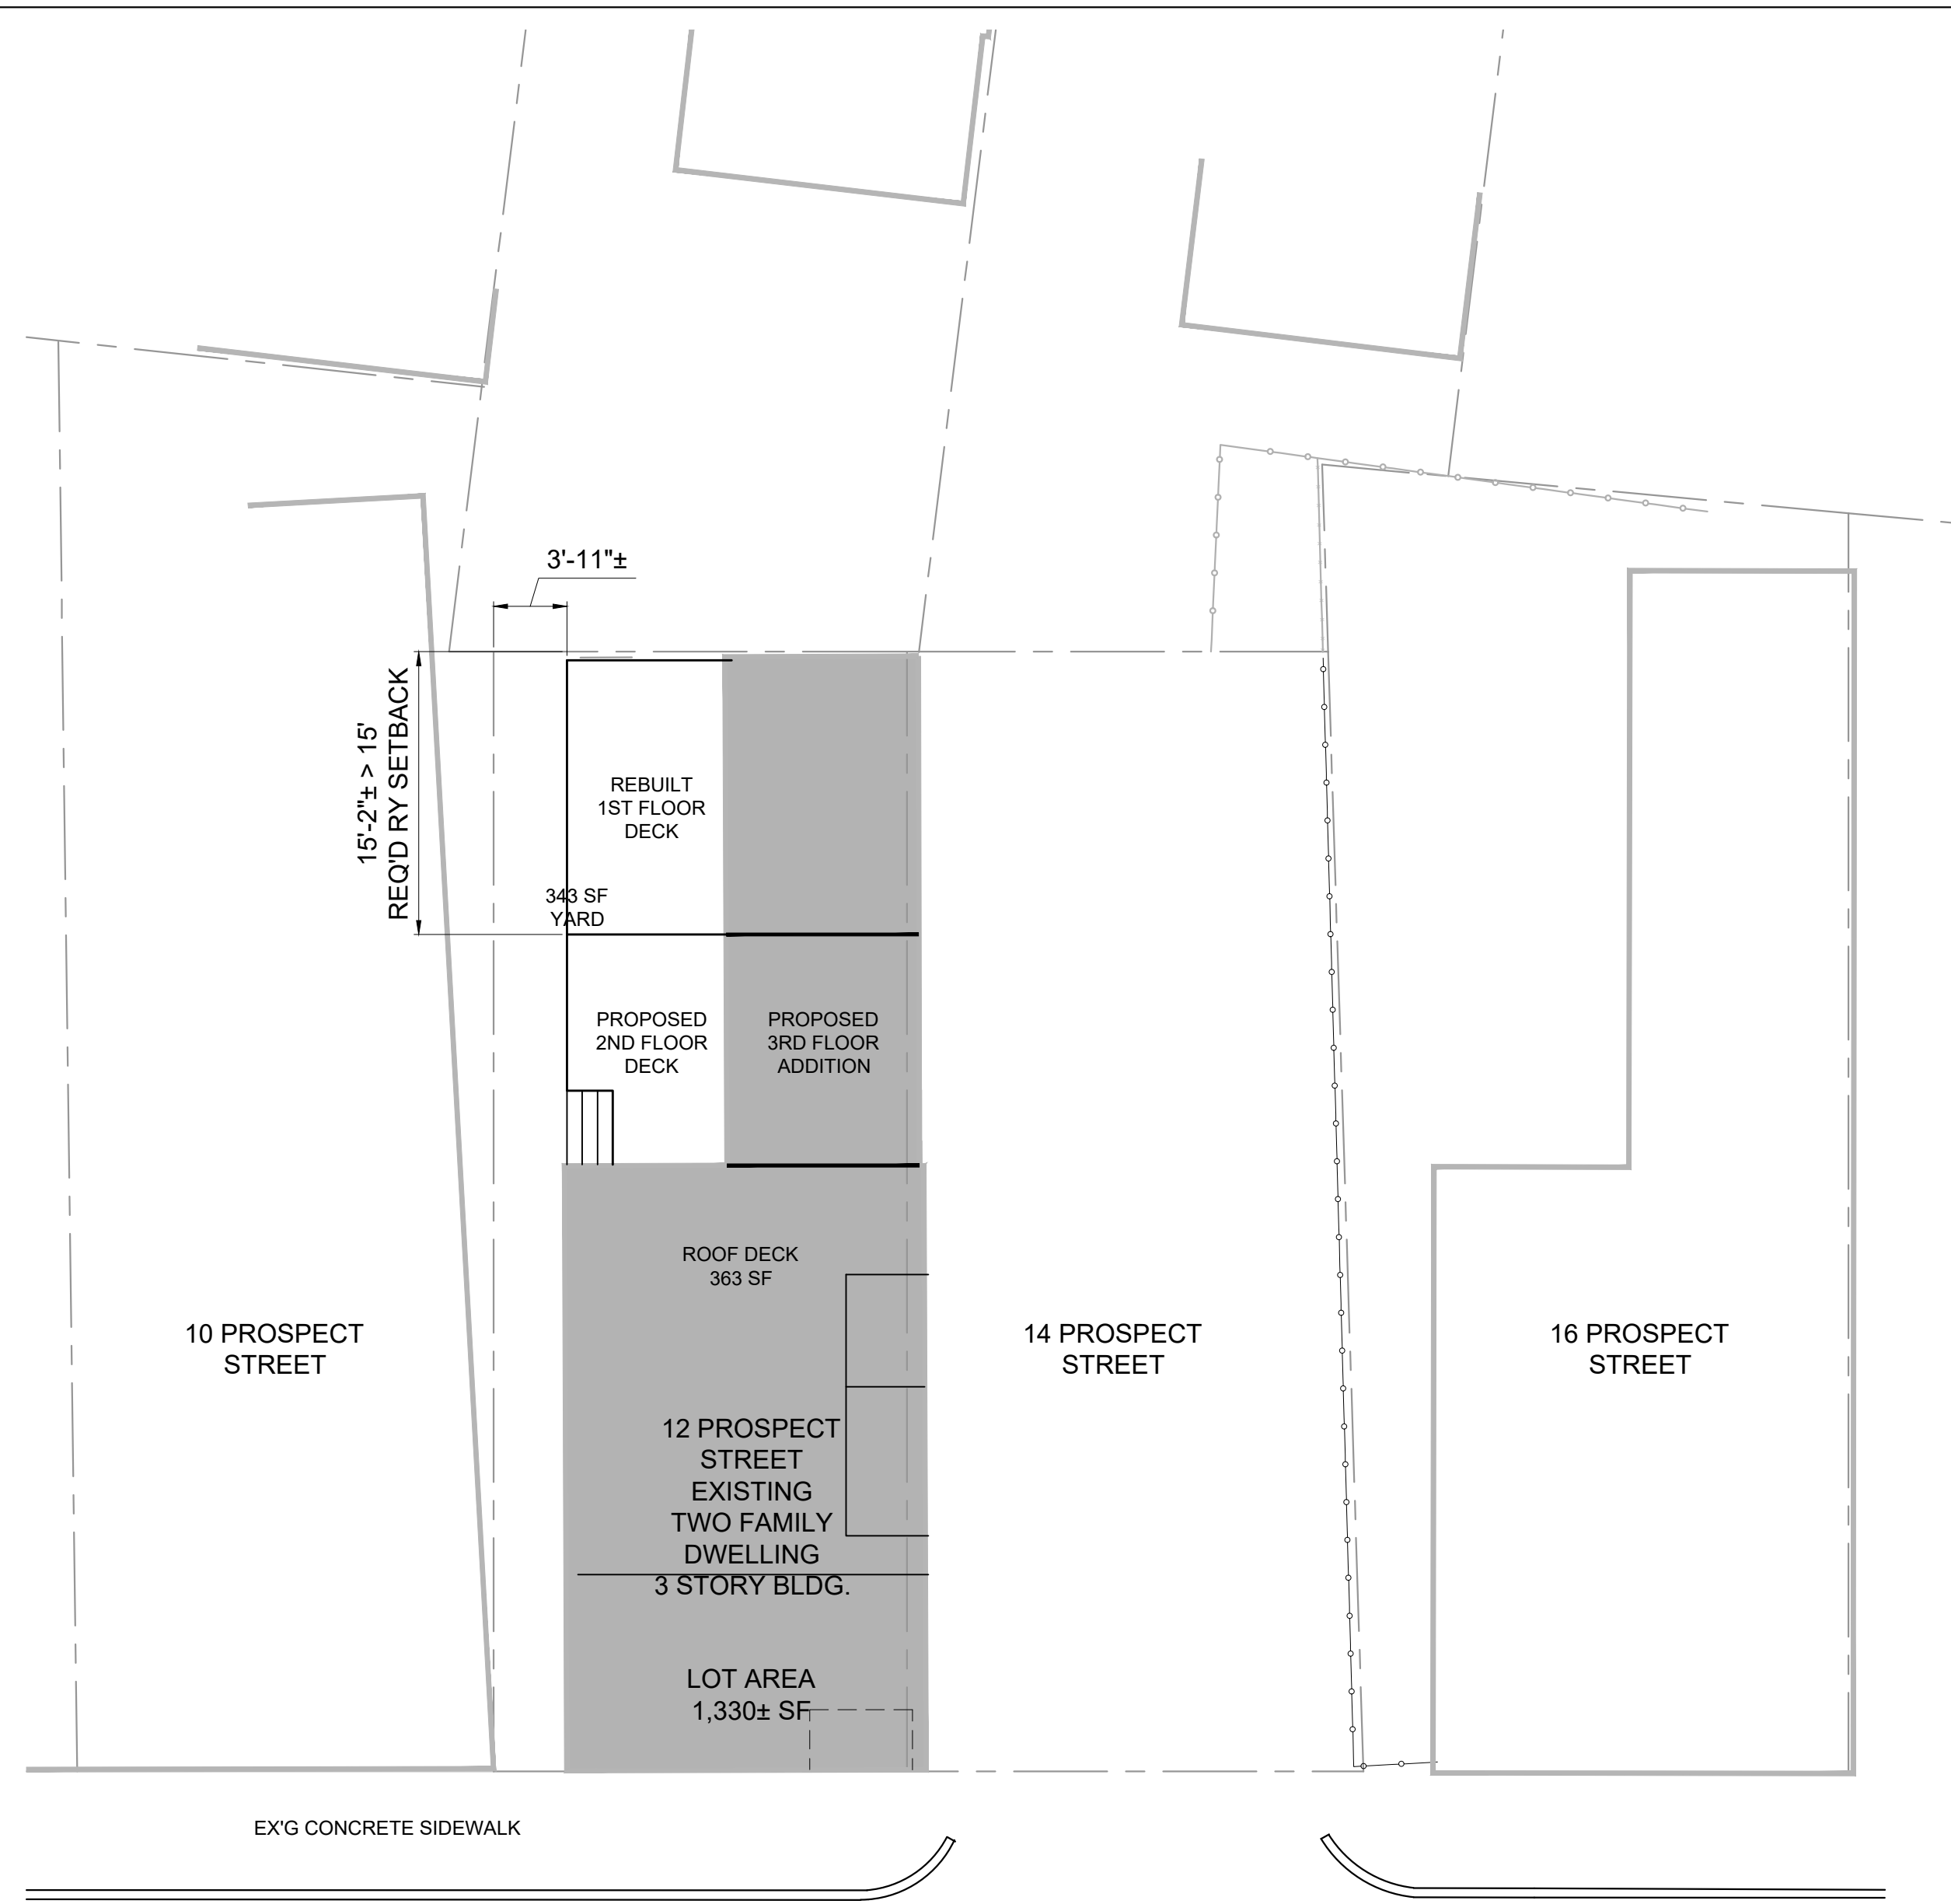 3'-11"±
15'-2"± > 15'
REQ'D RY SETBACK
REBUILT
1ST FLOOR
DECK
343 SF
YARD
PROPOSED
2ND FLOOR
DECK
PROPOSED
3RD FLOOR
ADDITION
ROOF DECK
363 SF
10 PROSPECT
STREET
14 PROSPECT
STREET
16 PROSPECT
STREET
12 PROSPECT
STREET
EXISTING
TWO FAMILY
DWELLING
3 STORY BLDG.
LOT AREA
1,330± SF
EX'G CONCRETE SIDEWALK